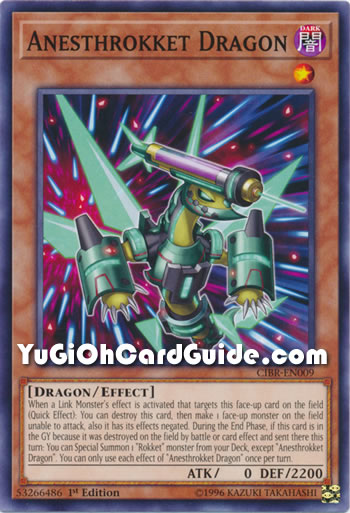 ANESTHROKKET DRAGON
DARK
闇
YuGiOhCardGuide.com
CIBR-EN009
[DRAGON/EFFECT]
When a Link Monster's effect is activated that targets this face-up card on the field
(Quick Effect): You can destroy this card, then make 1 face-up monster on the field
unable to attack, also it has its effects negated. During the End Phase, if this card is in
the GY because it was destroyed on the field by battle or card effect and sent there this
turn: You can Special Summon 1 "Rokket" monster from your Deck, except "Anesthrokket
Dragon". You can only use each effect of "Anesthrokket Dragon" once per turn.
ATK/ 0 DEF/2200
53266486 1st Edition ©1996 KAZUKI TAKAHASHI